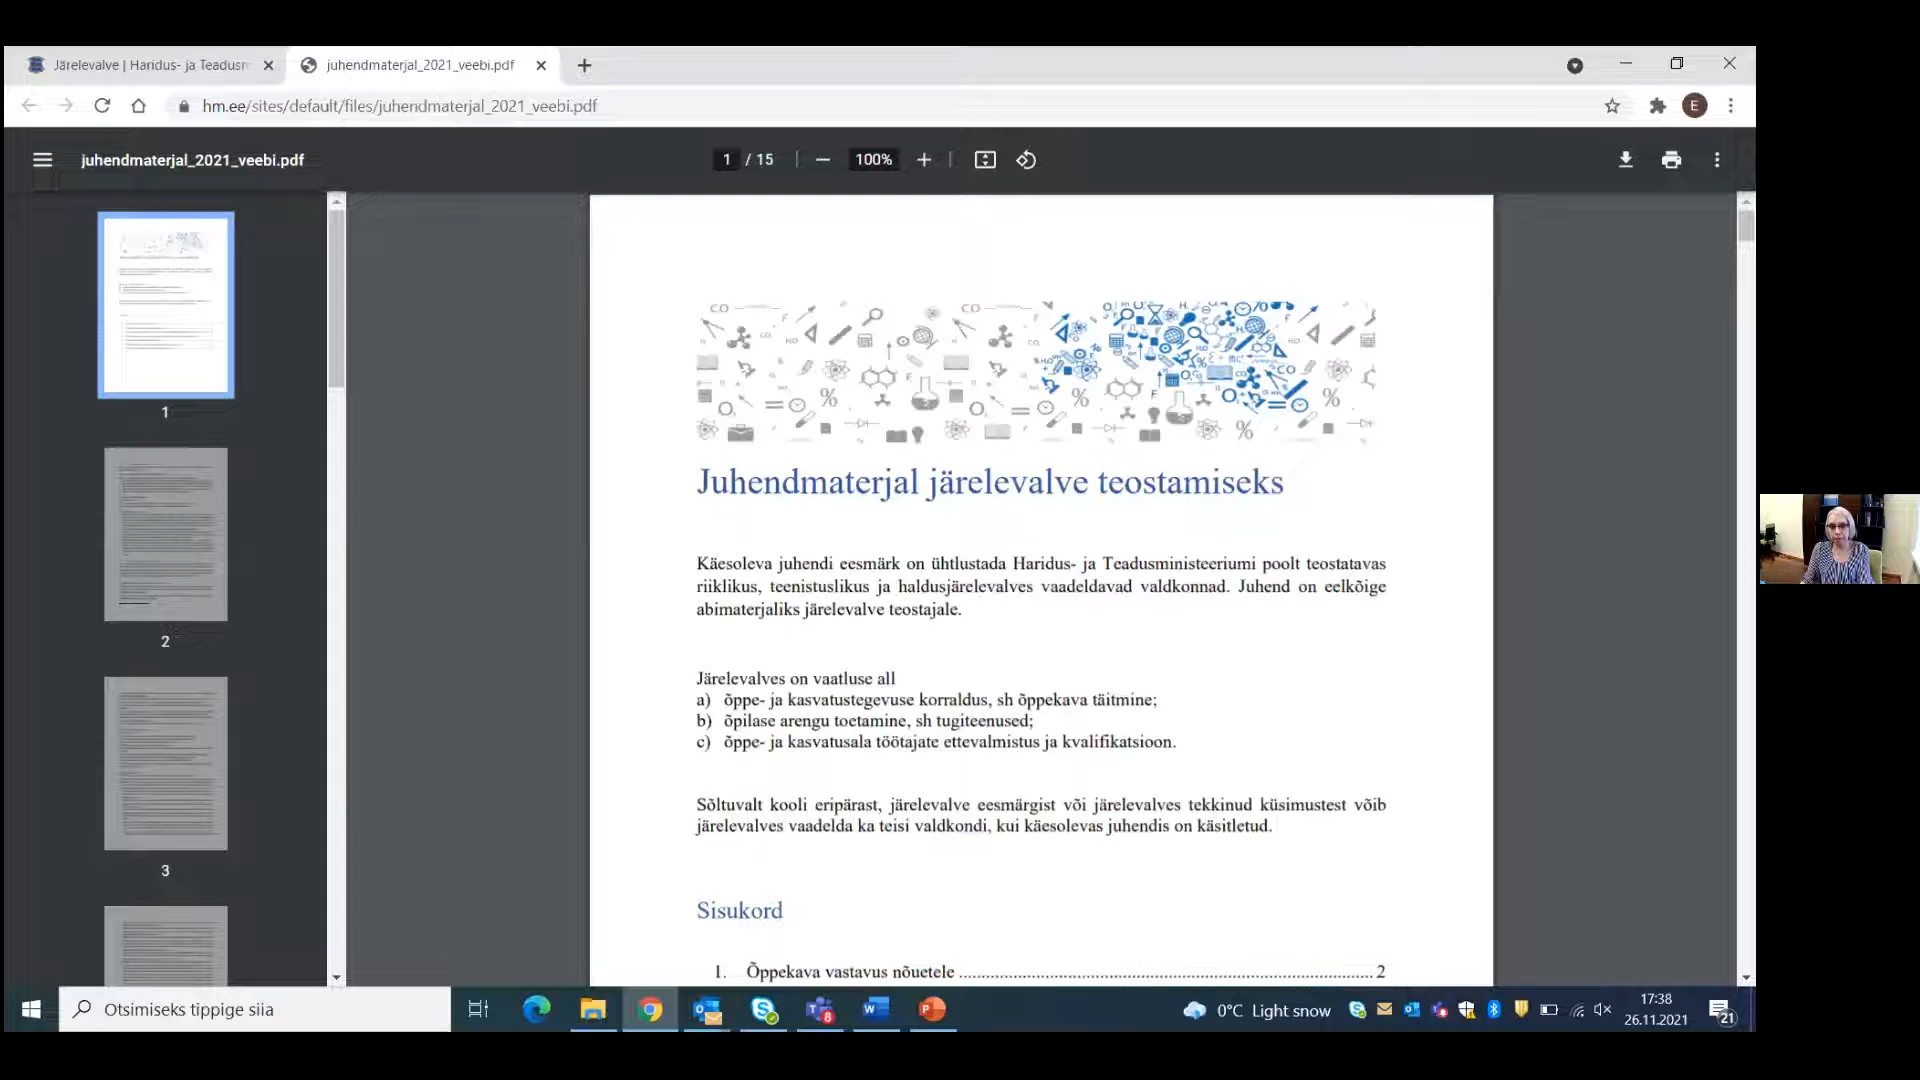 Järelevalve | Haridus- ja Teadusm
juhendmaterjal_2021_veebi.pdf
hm.ee/sites/default/files/juhendmaterjal_2021_veebi.pdf
E
juhendmaterjal_2021_veebi.pdf
1 / 15
100%
1
2
3
Juhendmaterjal järelevalve teostamiseks
Käesoleva juhendi eesmärk on ühtlustada Haridus- ja Teadusministeeriumi poolt teostatavas
riiklikus, teenistuslikus ja haldusjärelevalves vaadeldavad valdkonnad. Juhend on eelkõige
abimaterjaliks järelevalve teostajale.
Järelevalves on vaatluse all
a) õppe- ja kasvatustegevuse korraldus, sh õppekava täitmine;
b) õpilase arengu toetamine, sh tugiteenused;
c) õppe- ja kasvatusala töötajate ettevalmistus ja kvalifikatsioon.
Sõltuvalt kooli eripärast, järelevalve eesmärgist või järelevalves tekkinud küsimustest võib
järelevalves vaadelda ka teisi valdkondi, kui käesolevas juhendis on käsitletud.
Sisukord
1. Õppekava vastavus nõuetele ........................................................................................ 2
Otsimiseks tippige siia
0°C Light snow
17:38
26.11.2021
21